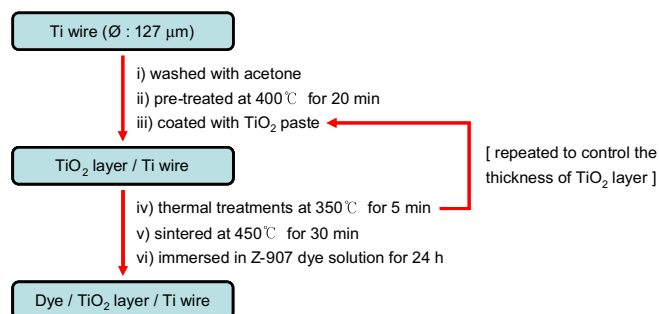 Ti wire (Ø : 127 μm)
i) washed with acetone
ii) pre-treated at 400℃ for 20 min
iii) coated with TiO₂ paste
[ repeated to control the
thickness of TiO₂ layer ]
TiO₂ layer / Ti wire
iv) thermal treatments at 350℃ for 5 min
v) sintered at 450℃ for 30 min
vi) immersed in Z-907 dye solution for 24 h
Dye / TiO₂ layer / Ti wire